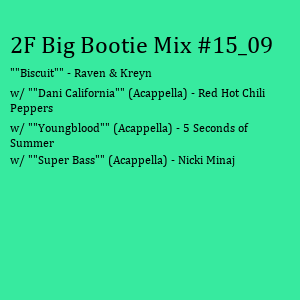 2F Big Bootie Mix #15_09
""Biscuit"" - Raven & Kreyn
w/ ""Dani California"" (Acappella) - Red Hot Chili
Peppers
w/ ""Youngblood"" (Acappella) - 5 Seconds of
Summer
w/ ""Super Bass"" (Acappella) - Nicki Minaj